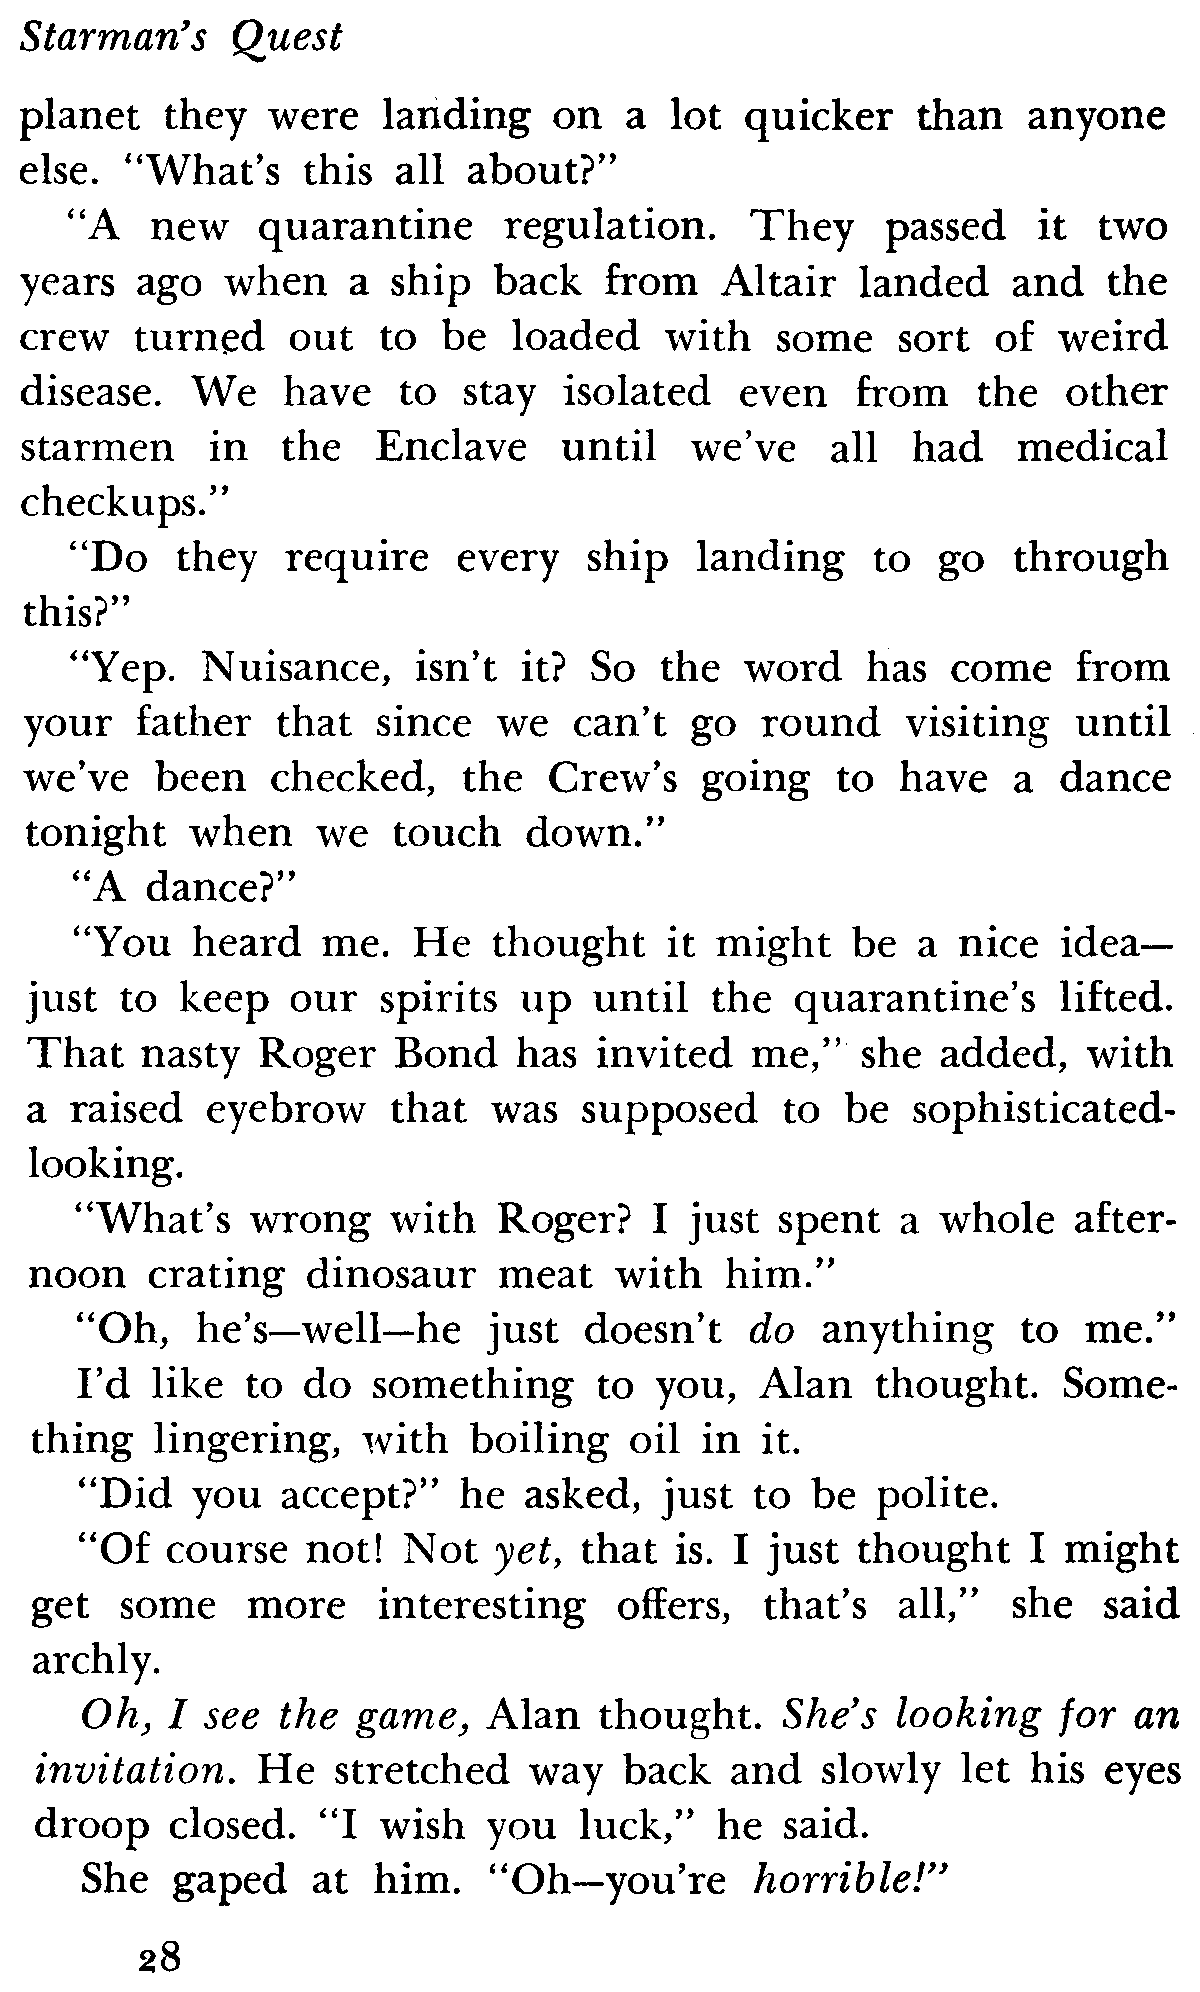 Starman's Quest
planet they were landing on a lot quicker than anyone
else. “What's this all about?”
“A new quarantine regulation. They passed it two
years ago when a ship back from Altair landed and the
crew turned out to be loaded with some sort of weird
disease. We have to stay isolated even from the other
starmen in the Enclave until we've all had medical
checkups.”
“Do they require every ship landing to go through
this?”
“Yep. Nuisance, isn't it? So the word has come from
your father that since we can't go round visiting until
we've been checked, the Crew's going to have a dance
tonight when we touch down.”
“A dance?”
“You heard me. He thought it might be a nice idea—
just to keep our spirits up until the quarantine's lifted.
That nasty Roger Bond has invited me,” she added, with
a raised eyebrow that was supposed to be sophisticated-
looking.
“What's wrong with Roger? I just spent a whole after-
noon crating dinosaur meat with him.”
“Oh, he's—well—he just doesn't do anything to me.”
I'd like to do something to you, Alan thought. Some-
thing lingering, with boiling oil in it.
“Did you accept?” he asked, just to be polite.
“Of course not! Not yet, that is. I just thought I might
get some more interesting offers, that's all,” she said
archly.
Oh, I see the game, Alan thought. She's looking for an
invitation. He stretched way back and slowly let his eyes
droop closed. “I wish you luck,” he said.
She gaped at him. “Oh—you're horrible!”
28